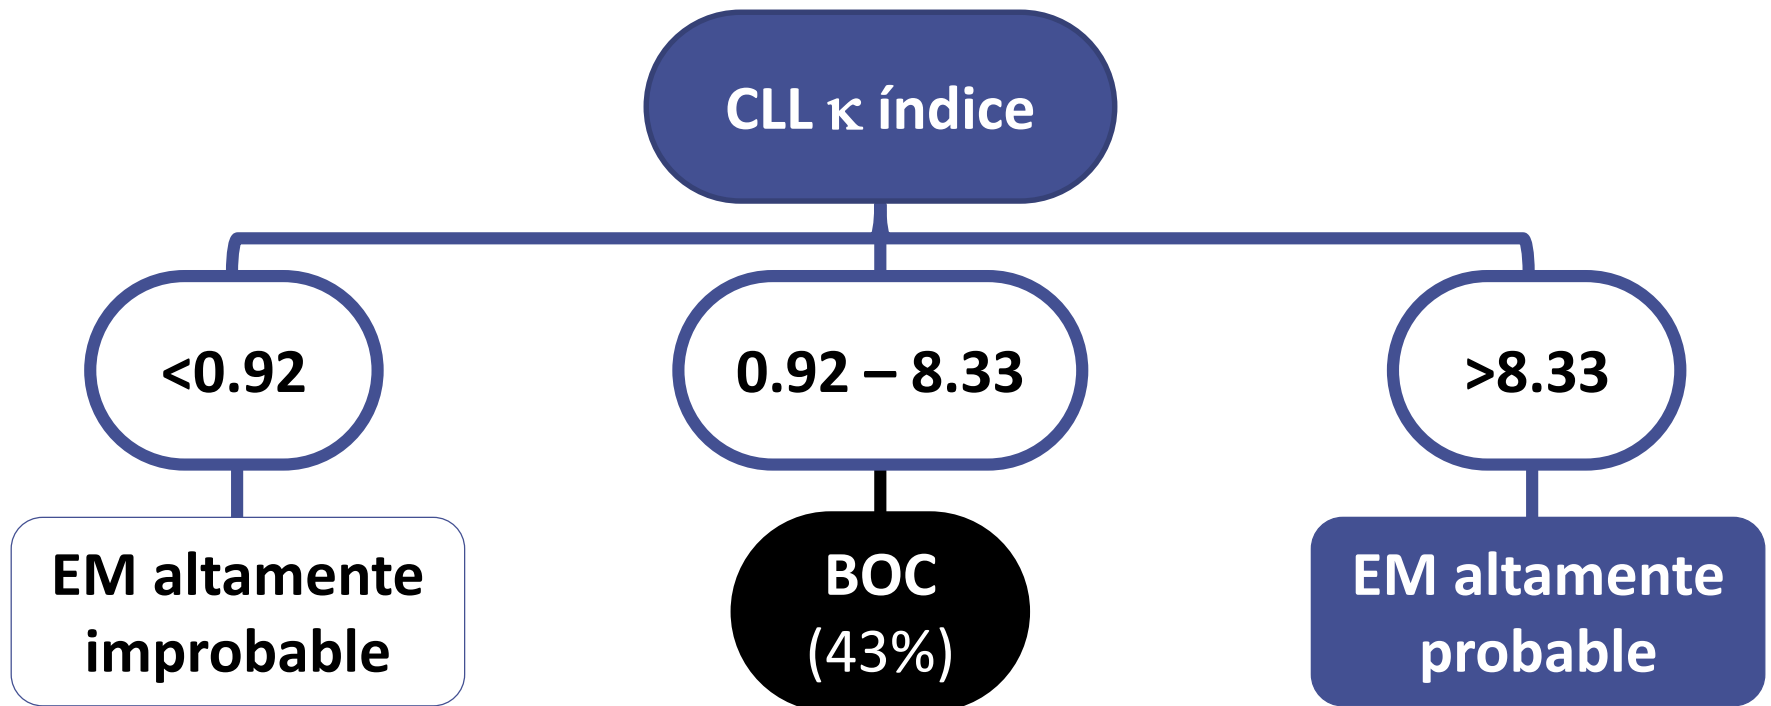 CLL κ índice
<0.92
0.92 – 8.33
>8.33
EM altamente
improbable
BOC
(43%)
EM altamente
probable